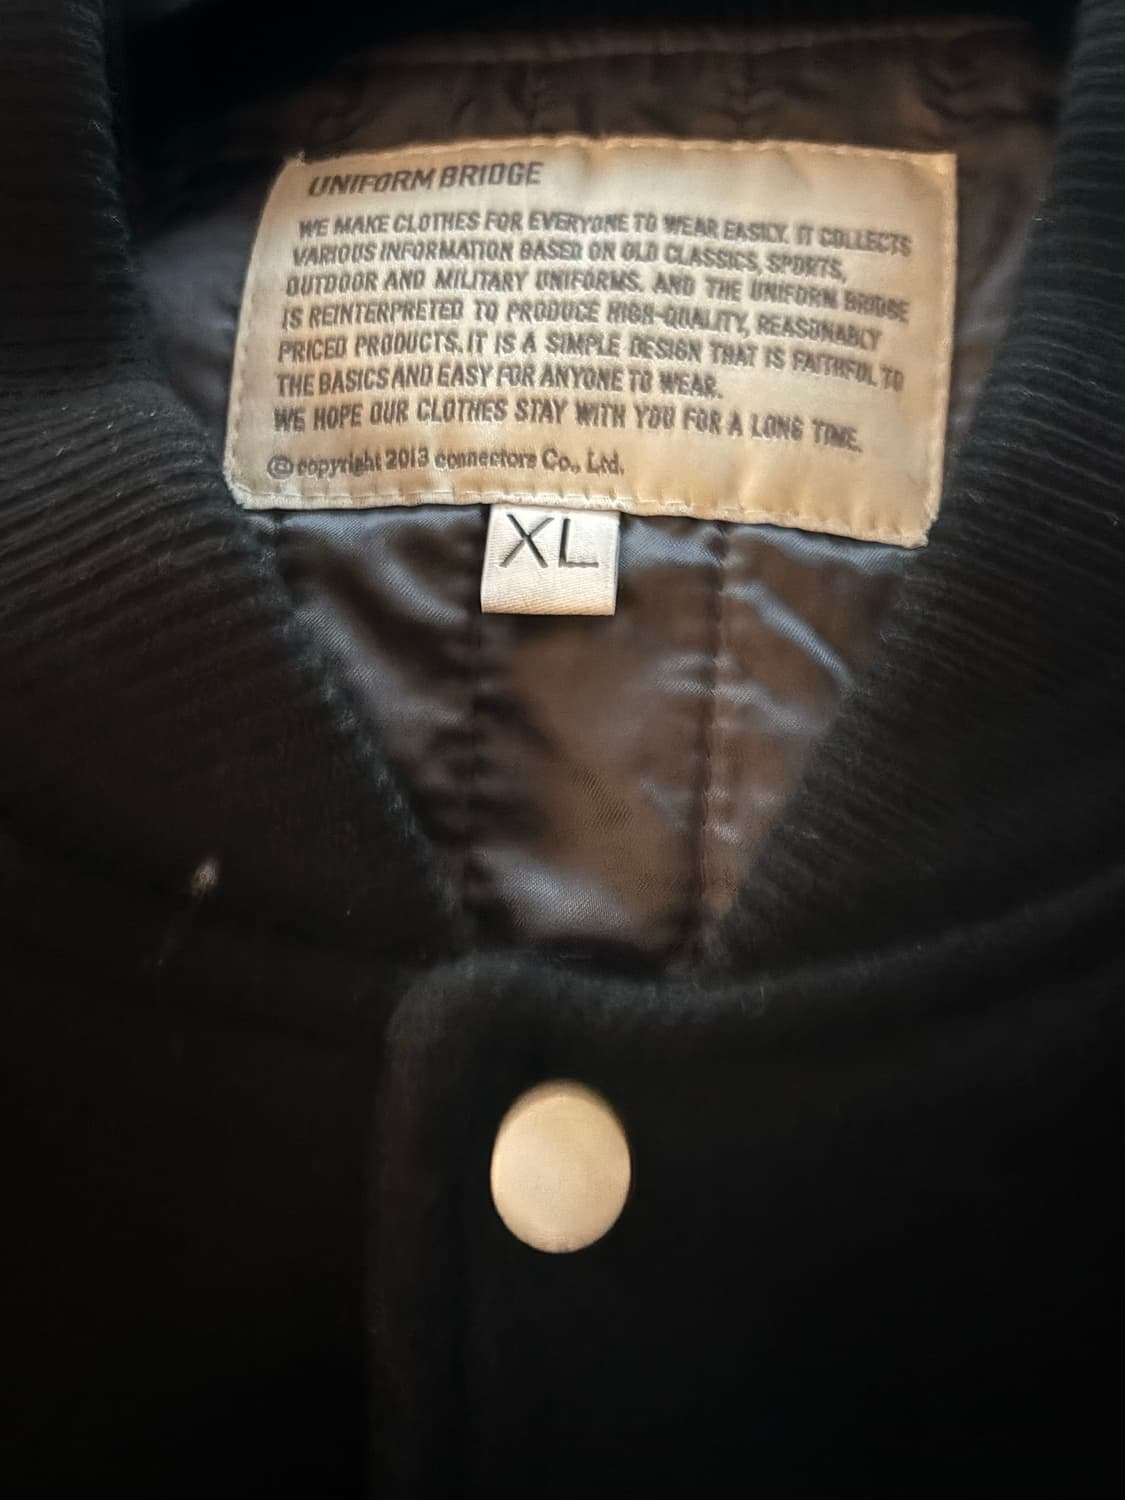 UNIFORM BRIDGE
WE MAKE CLOTHES FOR EVERYONE TO WEAR EASILY. IT COLLECTS
VARIOUS INFORMATION BASED ON OLD CLASSICS, SPORTS,
OUTDOOR AND MILITARY UNIFORMS. AND THE UNIFORM BRIDGE
IS REINTERPRETED TO PRODUCE HIGH-QUALITY, REASONABLY
PRICED PRODUCTS. IT IS A SIMPLE DESIGN THAT IS FAITHFUL TO
THE BASICS AND EASY FOR ANYONE TO WEAR.
WE HOPE OUR CLOTHES STAY WITH YOU FOR A LONG TIME.
© copyright 2013 connectors Co., Ltd.
XL